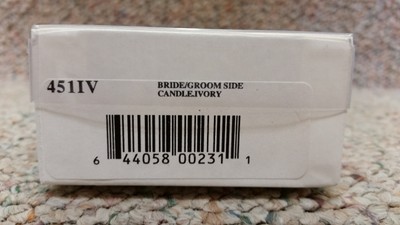 451IV
BRIDE/GROOM SIDE
CANDLE,IVORY
6 44058 00231 1